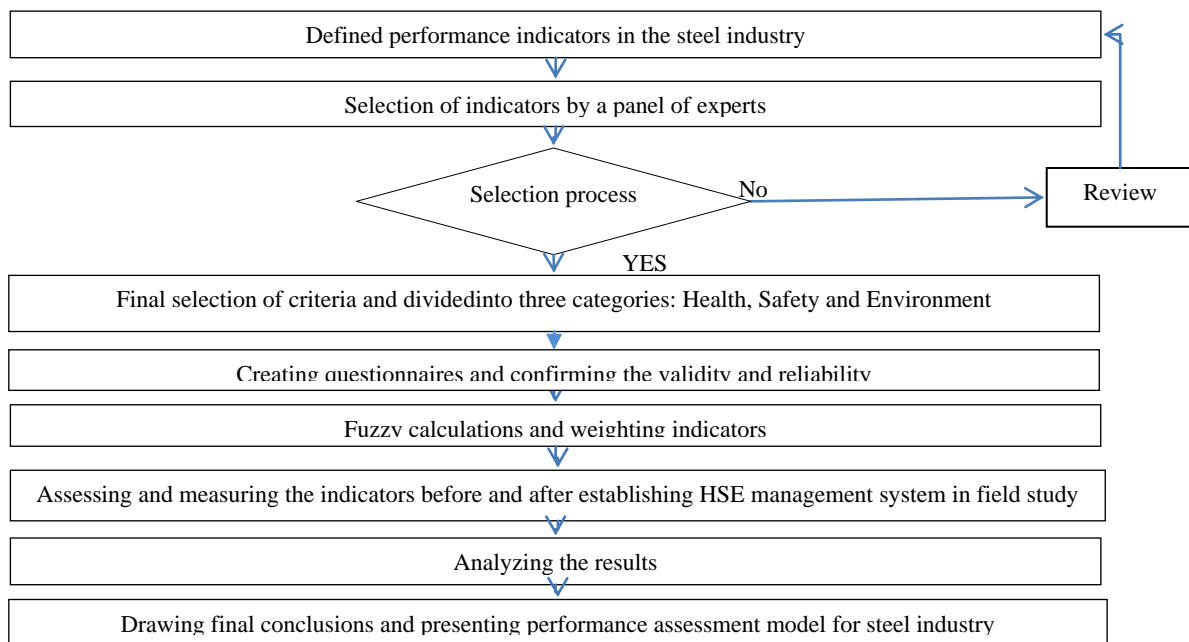 Defined performance indicators in the steel industry
Selection of indicators by a panel of experts
Selection process
No
Review
YES
Final selection of criteria and dividedinto three categories: Health, Safety and Environment
Creating questionnaires and confirming the validity and reliability
Fuzzy calculations and weighting indicators
Assessing and measuring the indicators before and after establishing HSE management system in field study
Analyzing the results
Drawing final conclusions and presenting performance assessment model for steel industry